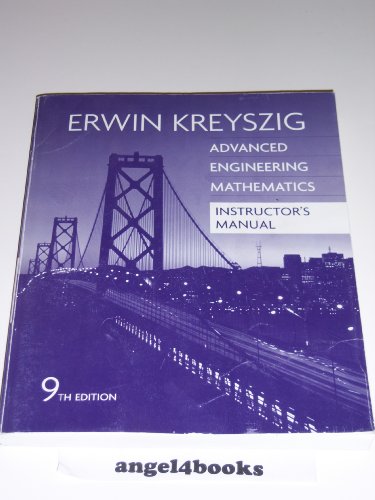 ERWIN KREYSZIG
ADVANCED
ENGINEERING
MATHEMATICS
INSTRUCTOR'S
MANUAL
9TH EDITION
angel4books